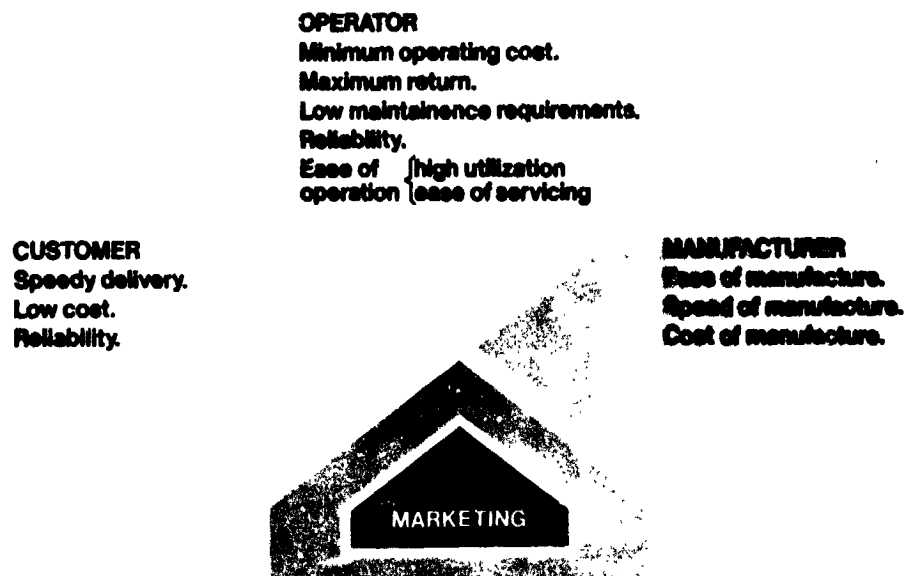 OPERATOR
Minimum operating cost.
Maximum return.
Low maintainence requirements.
Reliability.
Ease of { high utilization
operation { ease of servicing
CUSTOMER
Speedy delivery.
Low cost.
Reliability.
MANUFACTURER
Ease of manufacture.
Speed of manufacture.
Cost of manufacture.
MARKETING